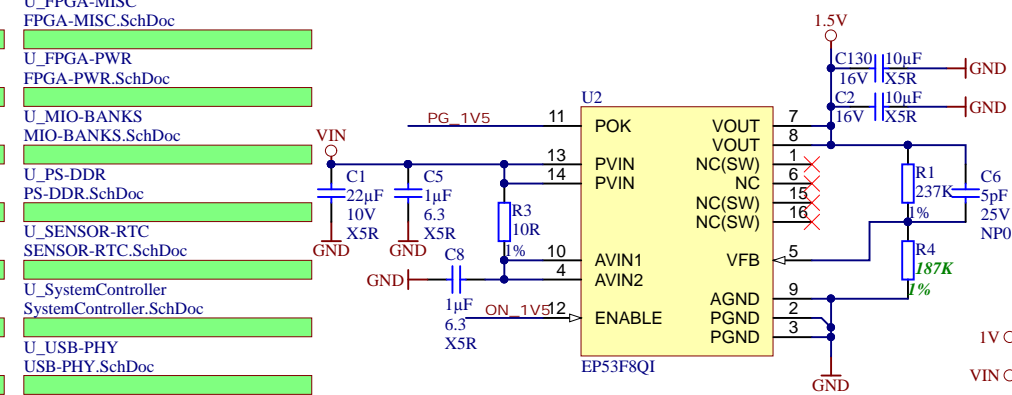 U_FPGA-MISC
FPGA-MISC.SchDoc
U_FPGA-PWR
FPGA-PWR.SchDoc
U_MIO-BANKS
MIO-BANKS.SchDoc
U_PS-DDR
PS-DDR.SchDoc
U_SENSOR-RTC
SENSOR-RTC.SchDoc
U_SystemController
SystemController.SchDoc
U_USB-PHY
USB-PHY.SchDoc
VIN
C1
22µF
10V
X5R
GND
C5
1µF
6.3
X5R
GND
R3
10R
1%
GND
C8
1µF
6.3
X5R
PG_1V5
ON_1V5
U2
11 POK
13 PVIN
14 PVIN
10 AVIN1
4 AVIN2
12 ENABLE
VOUT 7
VOUT 8
NC(SW) 1
NC 6
NC(SW) 15
NC(SW) 16
VFB 5
AGND 9
PGND 2
PGND 3
EP53F8QI
1.5V
C130 10µF
16V X5R
GND
C2 10µF
16V X5R
GND
R1
237K
1%
C6
5pF
25V
NP0
R4
187K
1%
GND
1V
VIN